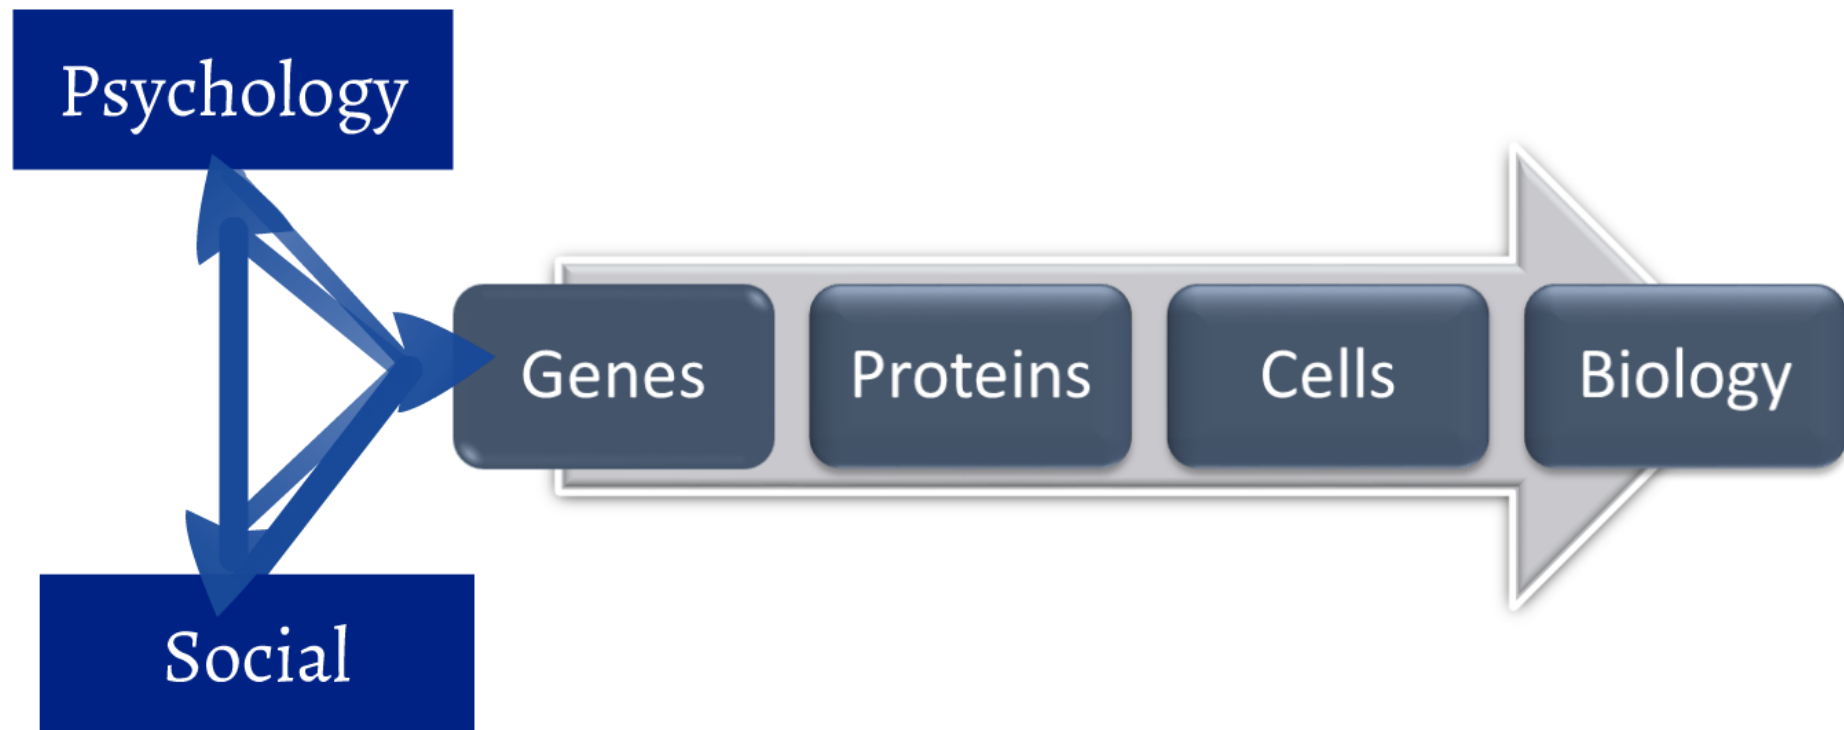 Psychology
Genes
Proteins
Cells
Biology
Social